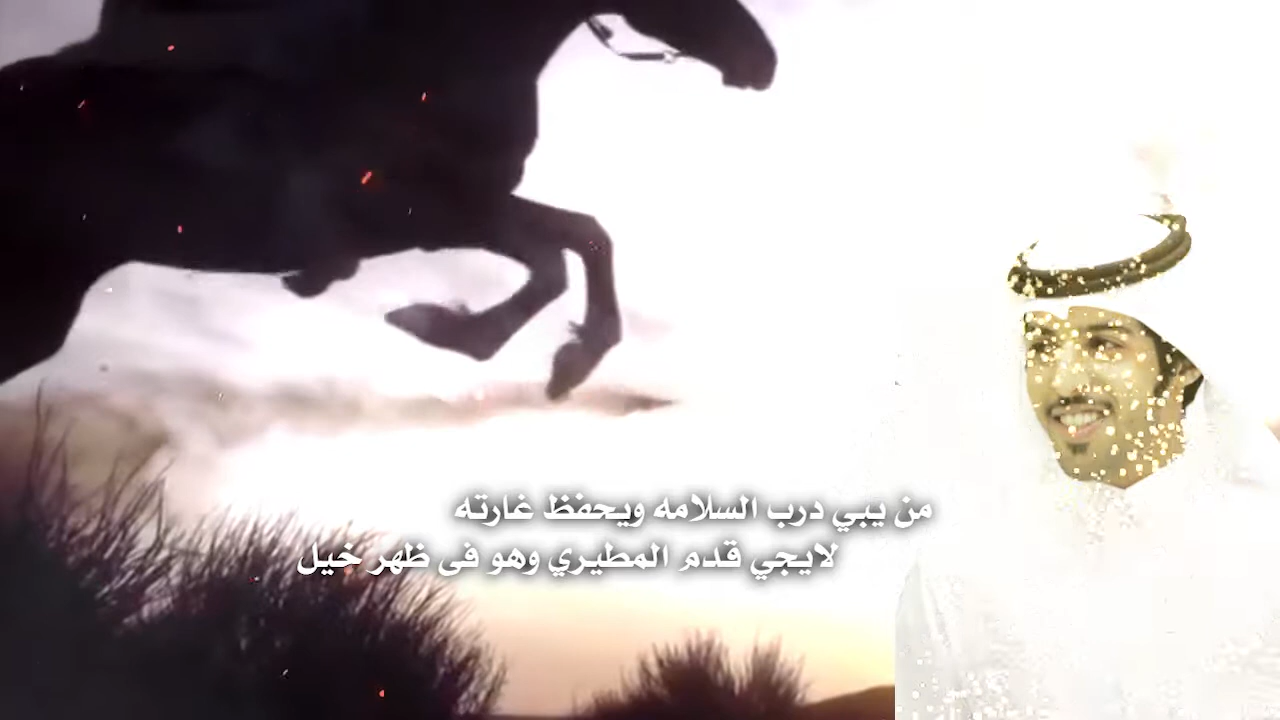 من يبي درب السلامه ويحفظ غارته
لايجي قدم المطيري وهو فى ظهر خيل